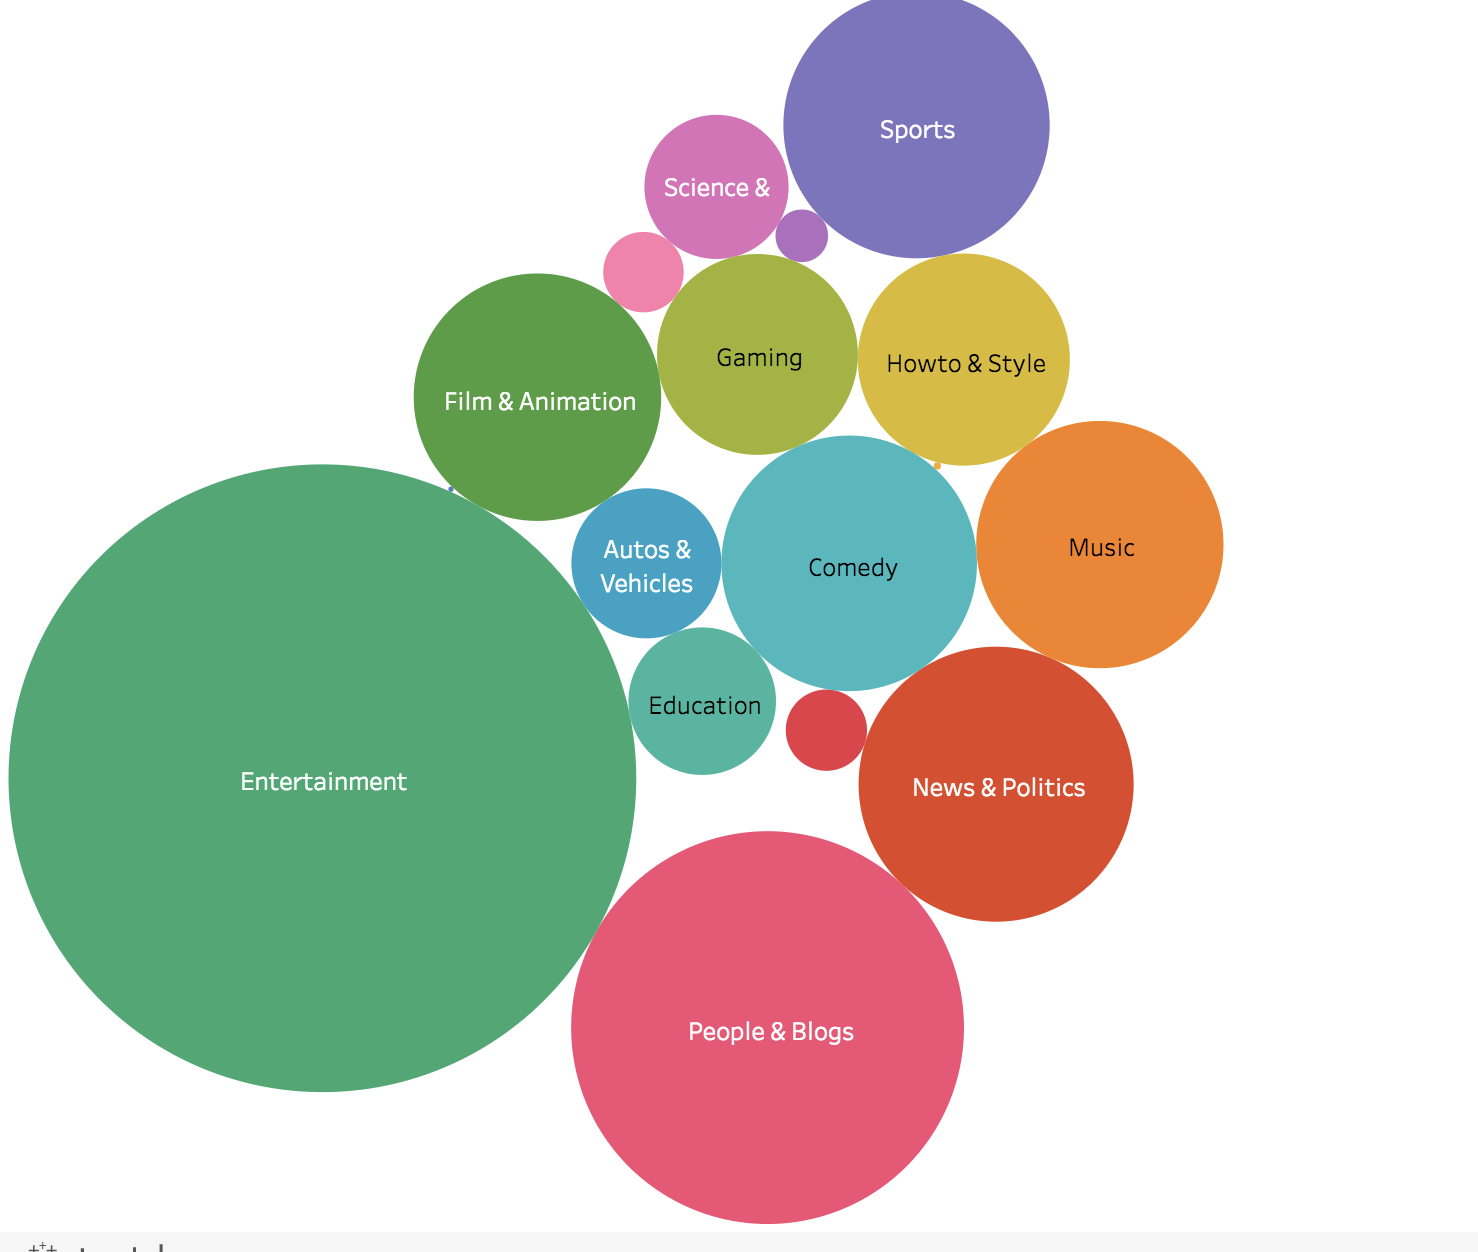 Sports
Science &
Gaming
Howto & Style
Film & Animation
Music
Autos &
Vehicles
Comedy
Education
Entertainment
News & Politics
People & Blogs